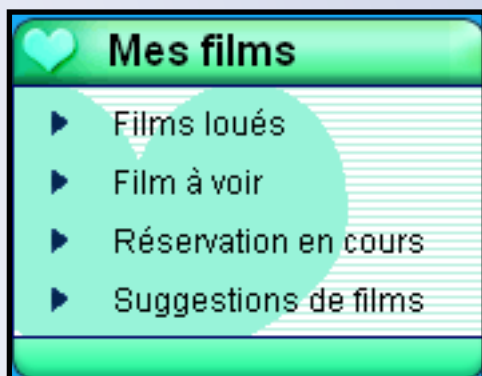 Mes films
Films loués
Film à voir
Réservation en cours
Suggestions de films